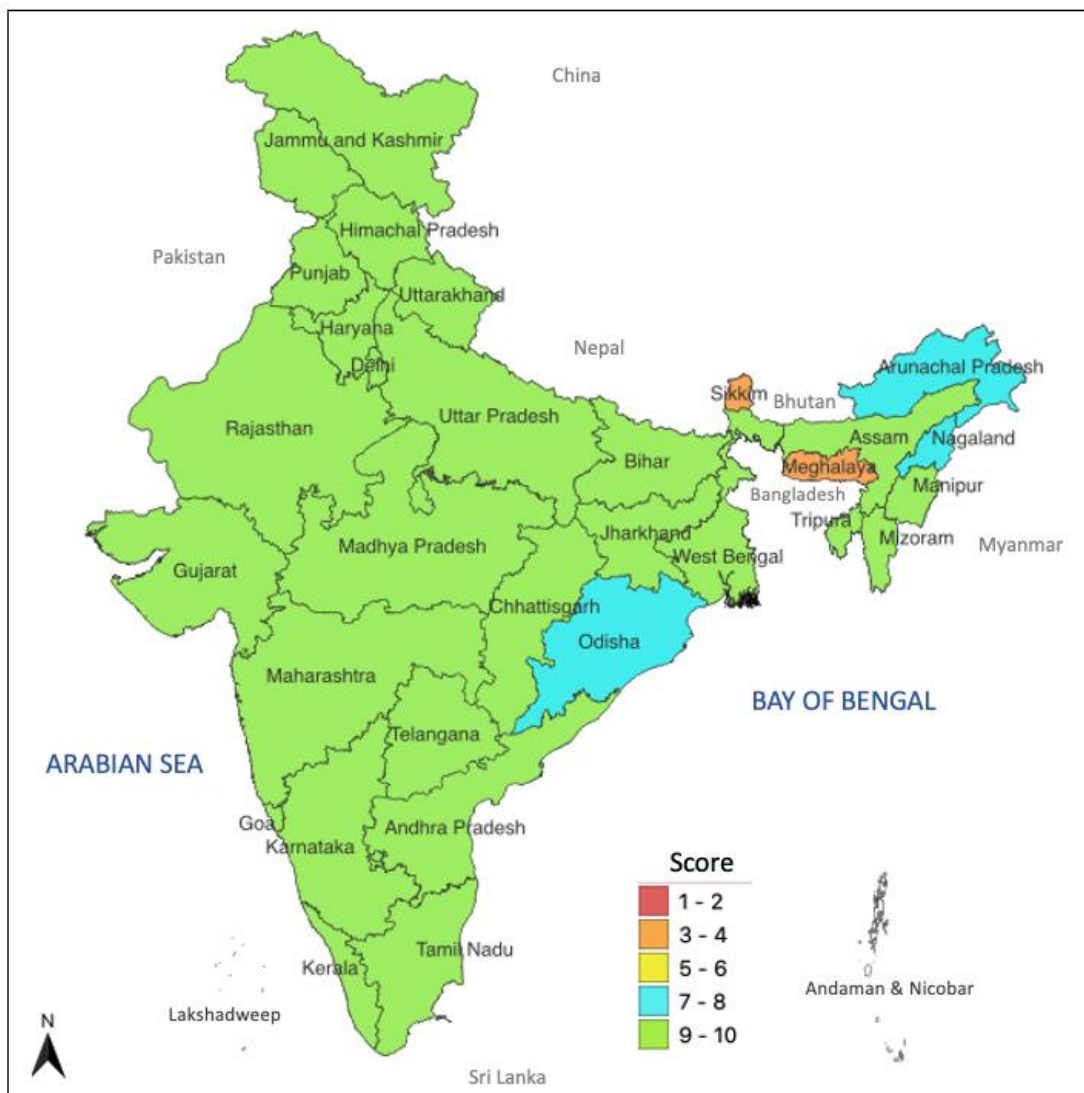 China
Jammu and Kashmir
Himachal Pradesh
Pakistan
Punjab
Uttarakhand
Haryana
Nepal
Delhi
Arunachal Pradesh
Sikkim
Bhutan
Uttar Pradesh
Rajasthan
Assam
Nagaland
Bihar
Meghalaya
Manipur
Bangladesh
Tripura
Jharkhand
Mizoram
Myanmar
Madhya Pradesh
West Bengal
Gujarat
Chhattisgarh
Odisha
Maharashtra
BAY OF BENGAL
Telangana
ARABIAN SEA
Goa
Andhra Pradesh
Karnataka
Score
1 - 2
3 - 4
5 - 6
7 - 8
9 - 10
Tamil Nadu
Kerala
Andaman & Nicobar
Lakshadweep
N
Sri Lanka